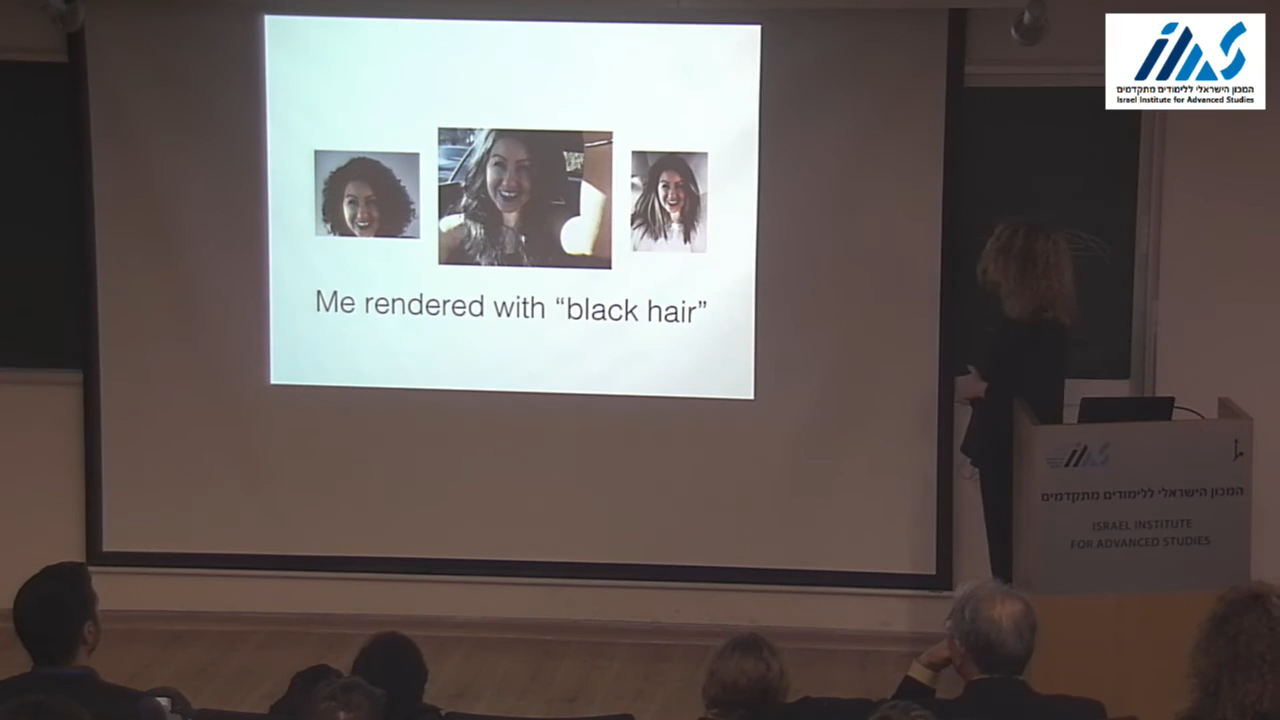 המכון הישראלי ללימודים מתקדמים
Israel Institute for Advanced Studies
Me rendered with “black hair”
המכון הישראלי ללימודים מתקדמים
ISRAEL INSTITUTE
FOR ADVANCED STUDIES